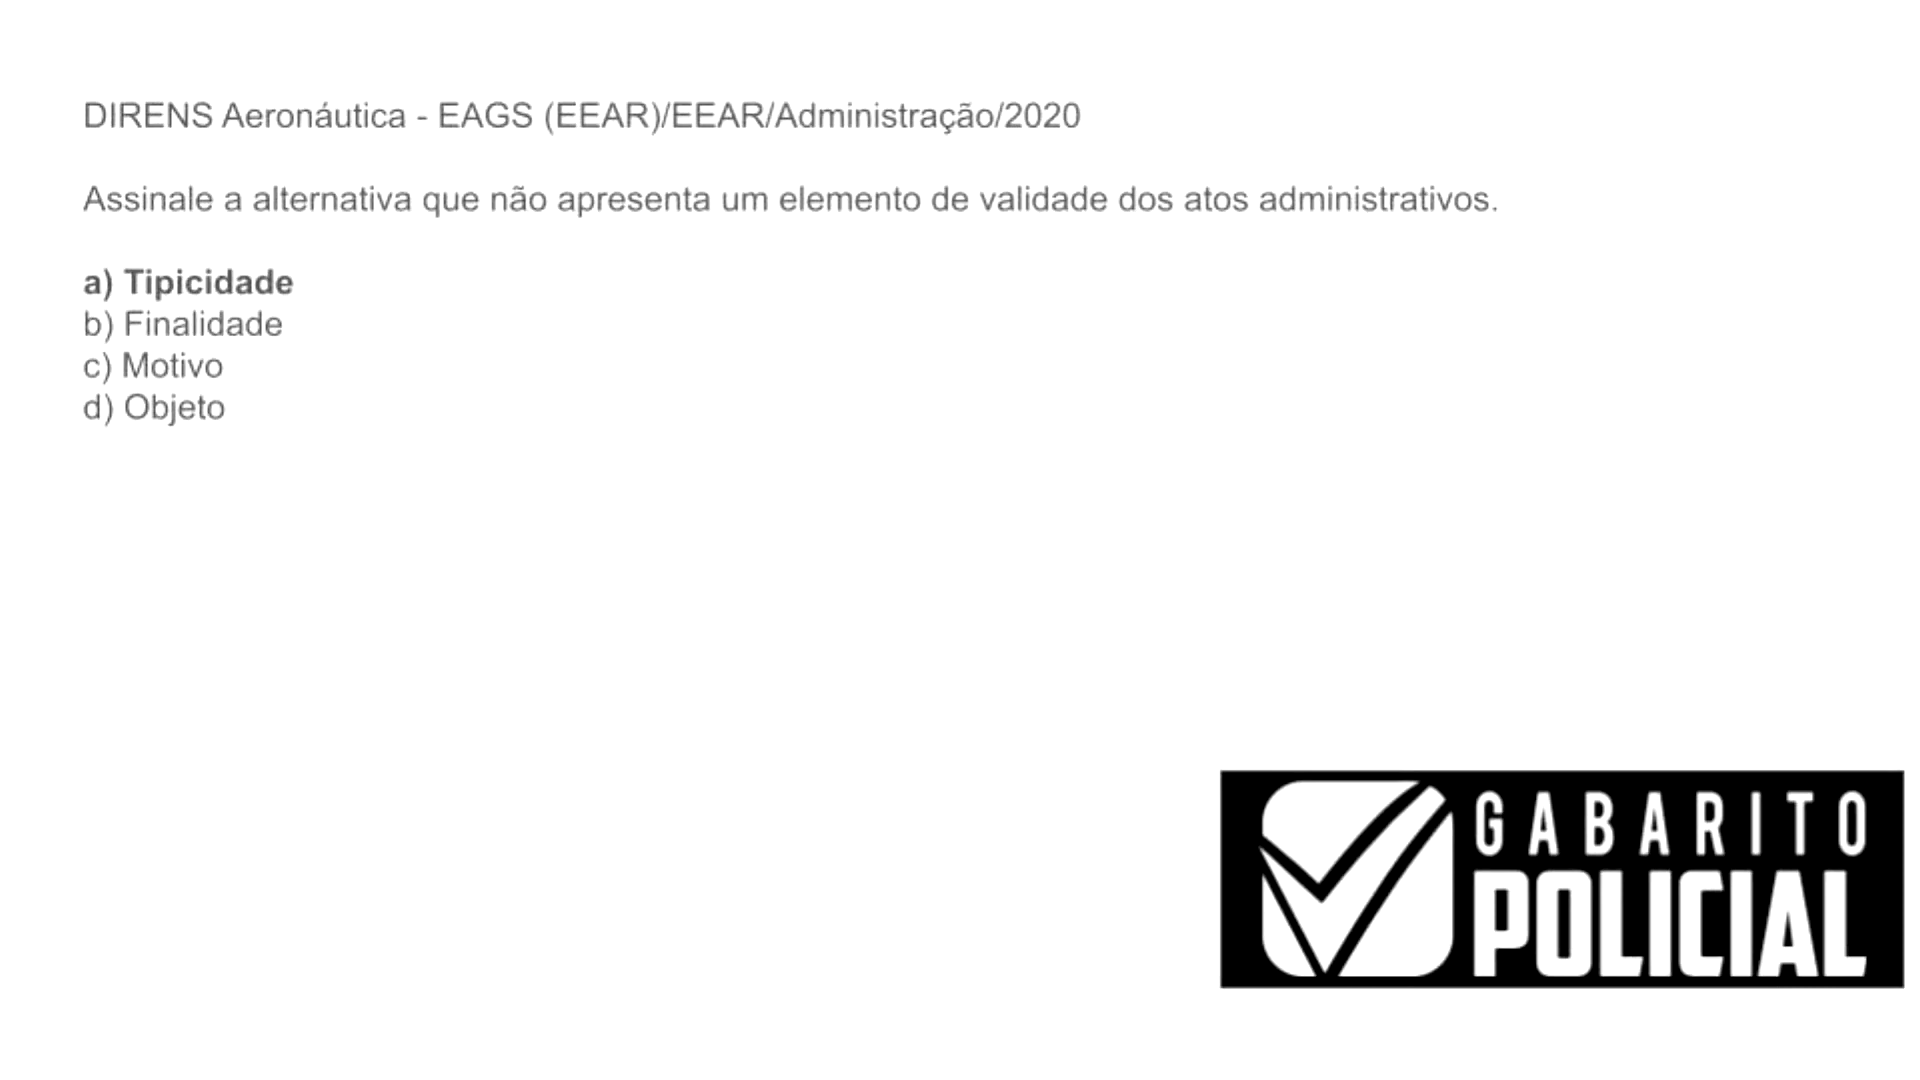 DIRENS Aeronáutica - EAGS (EEAR)/EEAR/Administração/2020
Assinale a alternativa que não apresenta um elemento de validade dos atos administrativos.
a) Tipicidade
b) Finalidade
c) Motivo
d) Objeto
GABARITO
POLICIAL